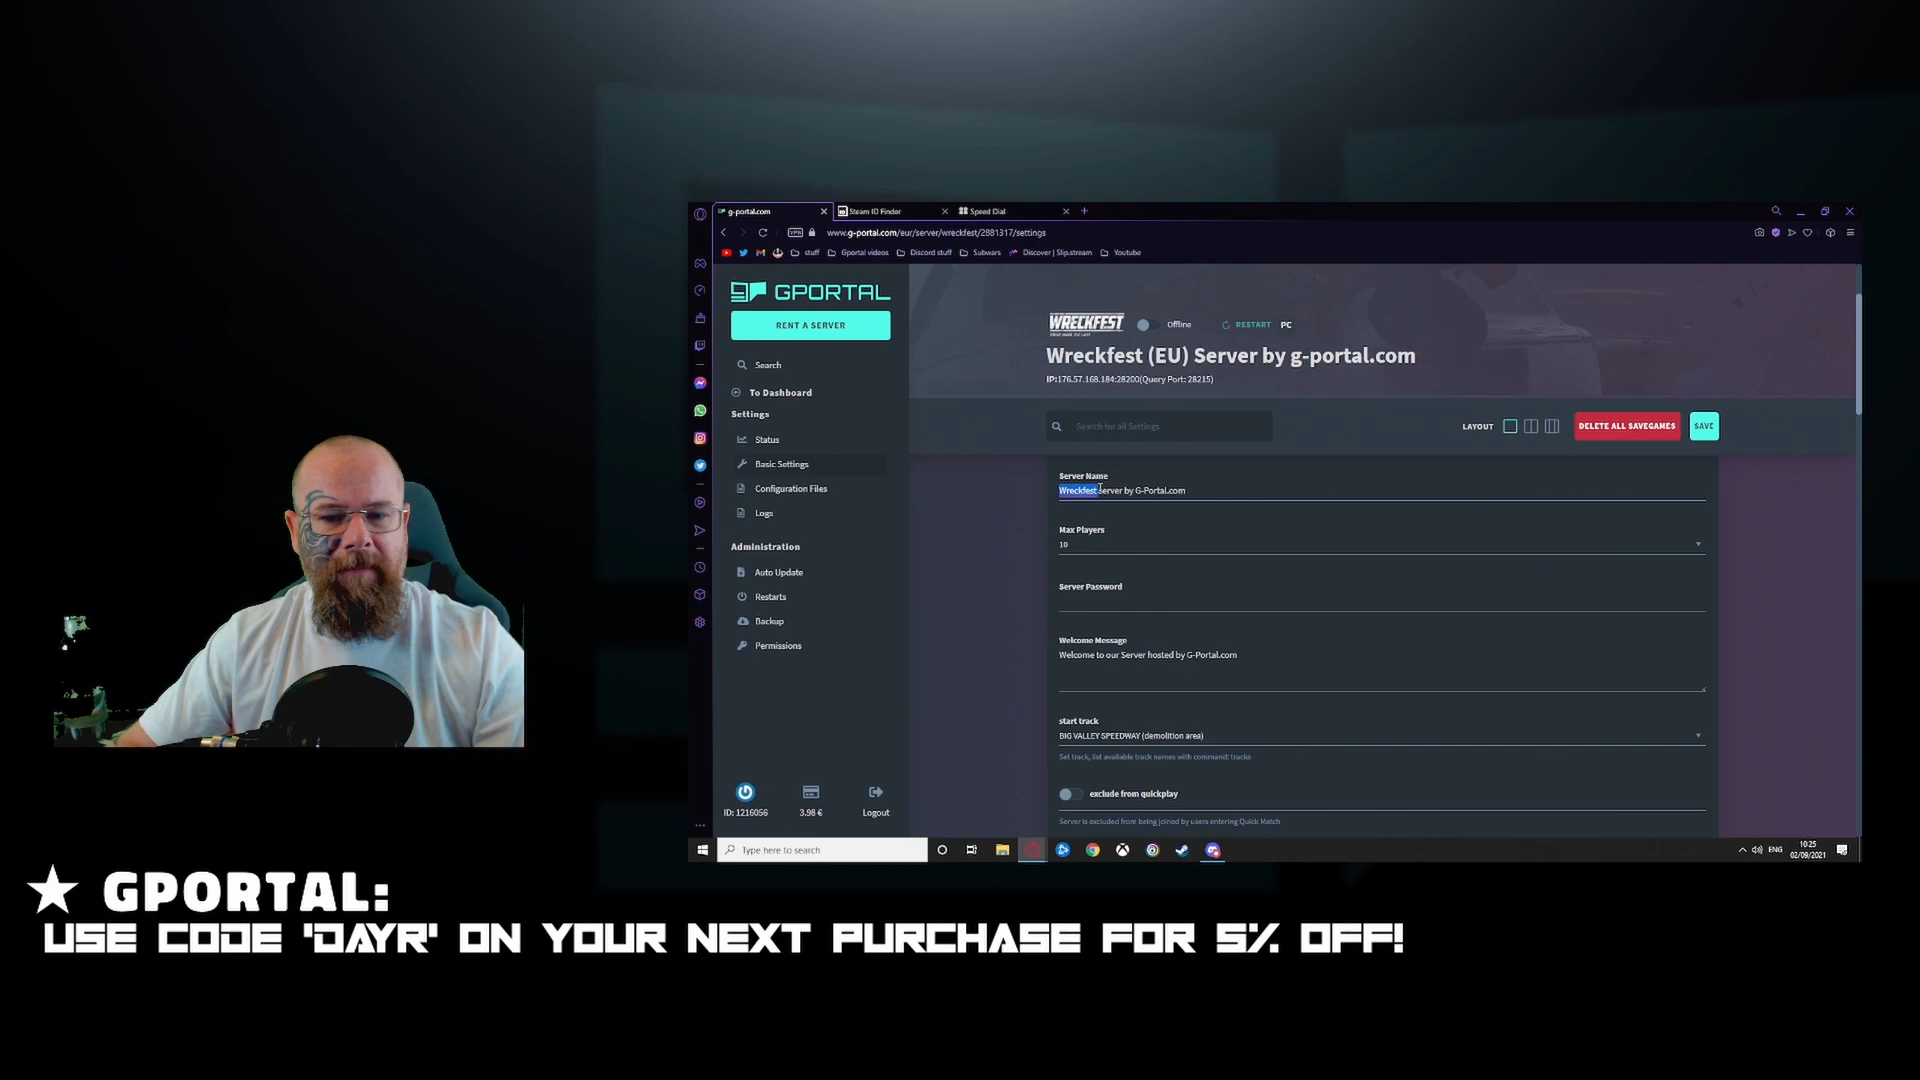 g-portal.com
Steam ID Finder
Speed Dial
VPN
www.g-portal.com/eur/server/wreckfest/2881317/settings
stuff
Gportal videos
Discord stuff
Subwars
Discover | Slip.stream
Youtube
GPORTAL
RENT A SERVER
Search
To Dashboard
Settings
Status
Basic Settings
Configuration Files
Logs
Administration
Auto Update
Restarts
Backup
Permissions
ID: 1216056
3.98 €
Logout
WRECKFEST
Offline
RESTART
PC
Wreckfest (EU) Server by g-portal.com
IP:176.57.168.184:28200(Query Port: 28215)
Search for all Settings
LAYOUT
DELETE ALL SAVEGAMES
SAVE
Server Name
Wreckfest server by G-Portal.com
Max Players
10
Server Password
Welcome Message
Welcome to our Server hosted by G-Portal.com
start track
BIG VALLEY SPEEDWAY (demolition area)
Set track, list available track names with command: tracks
exclude from quickplay
Server is excluded from being joined by users entering Quick Match
Type here to search
ENG
10:25
02/09/2021
★ GPORTAL:
USE CODE 'DAYR' ON YOUR NEXT PURCHASE FOR 5% OFF!